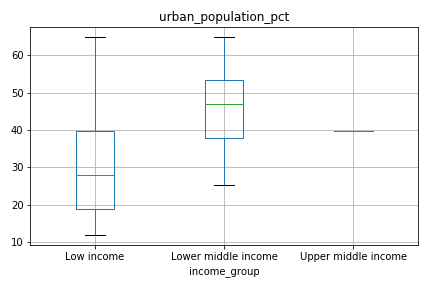 urban_population_pct
60
50
40
30
20
10
Low income
Lower middle income
Upper middle income
income_group